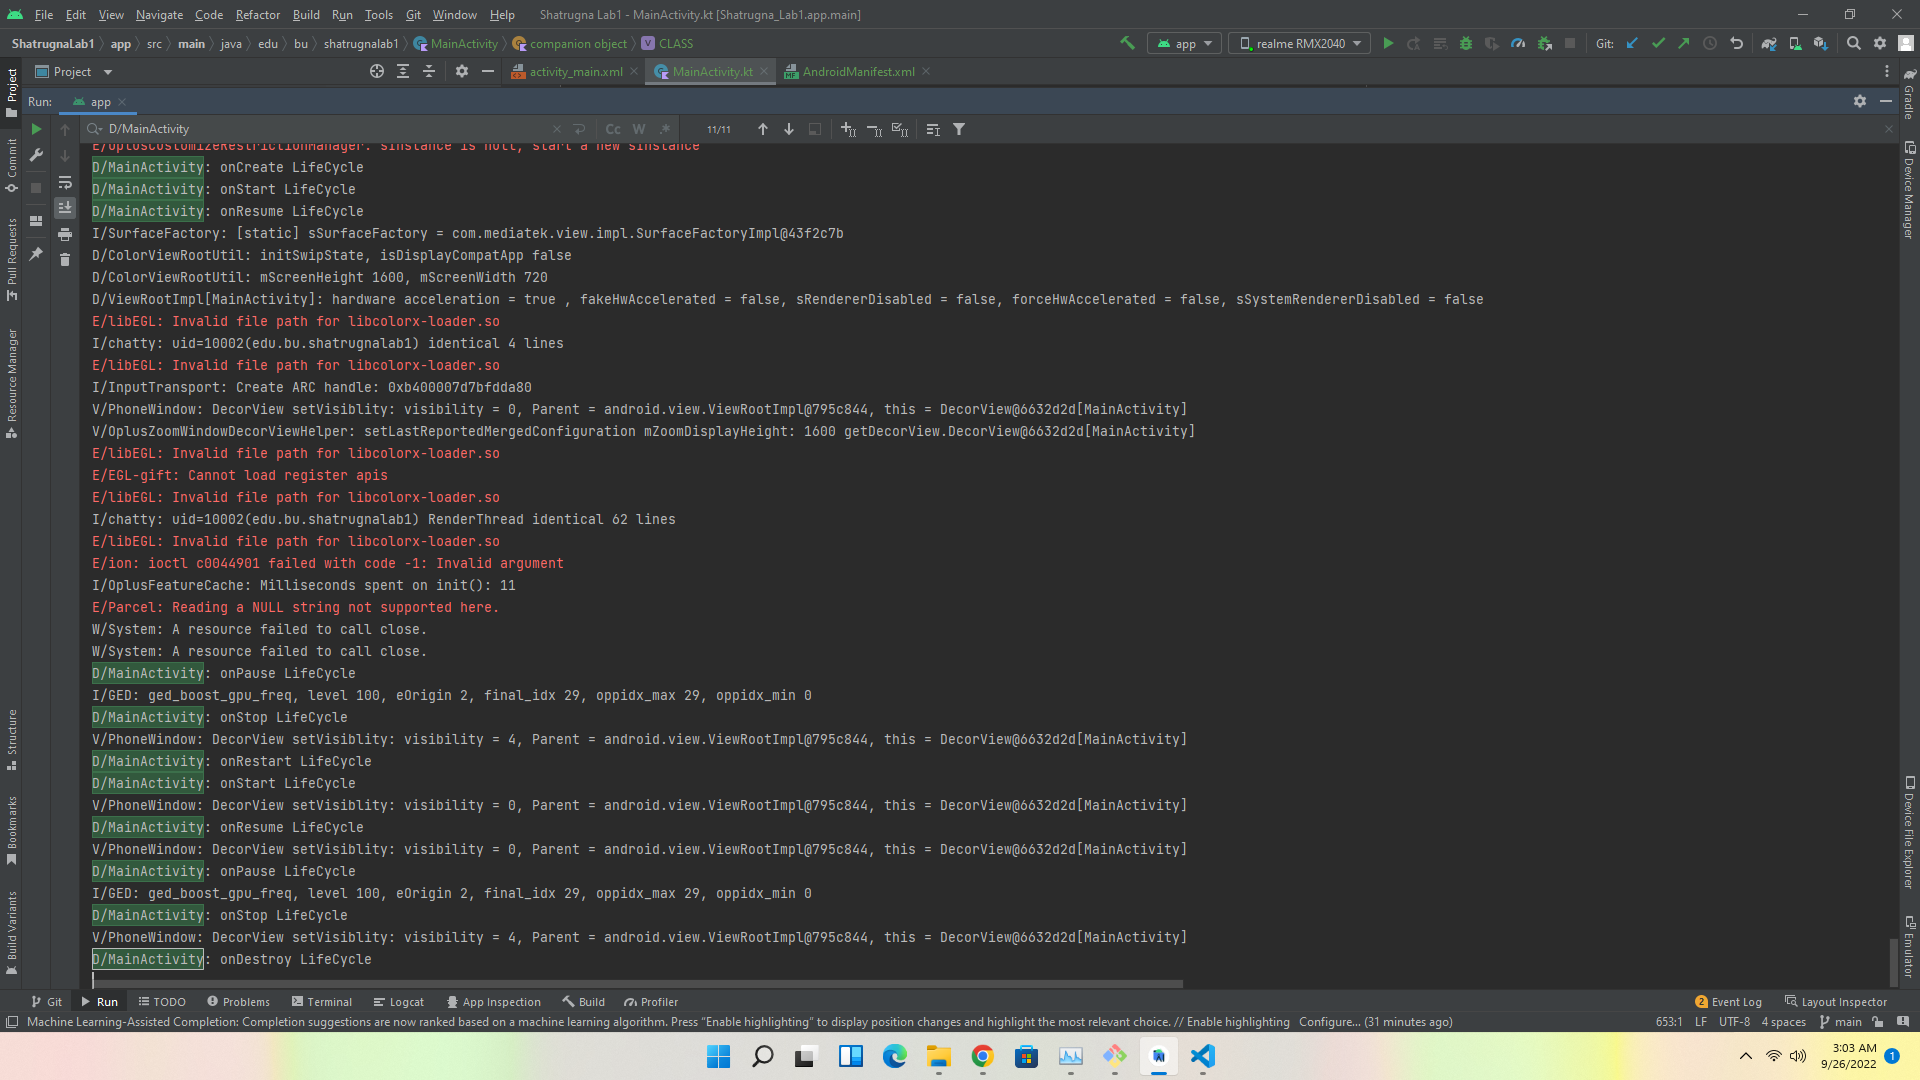 File Edit View Navigate Code Refactor Build Run Tools Git Window Help Shatrugna Lab1 - MainActivity.kt [Shatrugna_Lab1.app.main]
ShatrugnaLab1 app src main java edu bu shatrugnalab1 MainActivity companion object CLASS app realme RMX2040 Git:
Project activity_main.xml MainActivity.kt AndroidManifest.xml
Run: app
D/MainActivity Cc W .* 11/11
E/OplusCustomizeRestrictionManager: sInstance is null, start a new sInstance
D/MainActivity: onCreate LifeCycle
D/MainActivity: onStart LifeCycle
D/MainActivity: onResume LifeCycle
I/SurfaceFactory: [static] sSurfaceFactory = com.mediatek.view.impl.SurfaceFactoryImpl@43f2c7b
D/ColorViewRootUtil: initSwipState, isDisplayCompatApp false
D/ColorViewRootUtil: mScreenHeight 1600, mScreenWidth 720
D/ViewRootImpl[MainActivity]: hardware acceleration = true , fakeHwAccelerated = false, sRendererDisabled = false, forceHwAccelerated = false, sSystemRendererDisabled = false
E/libEGL: Invalid file path for libcolorx-loader.so
I/chatty: uid=10002(edu.bu.shatrugnalab1) identical 4 lines
E/libEGL: Invalid file path for libcolorx-loader.so
I/InputTransport: Create ARC handle: 0xb400007d7bfdda80
V/PhoneWindow: DecorView setVisiblity: visibility = 0, Parent = android.view.ViewRootImpl@795c844, this = DecorView@6632d2d[MainActivity]
V/OplusZoomWindowDecorViewHelper: setLastReportedMergedConfiguration mZoomDisplayHeight: 1600 getDecorView.DecorView@6632d2d[MainActivity]
E/libEGL: Invalid file path for libcolorx-loader.so
E/EGL-gift: Cannot load register apis
E/libEGL: Invalid file path for libcolorx-loader.so
I/chatty: uid=10002(edu.bu.shatrugnalab1) RenderThread identical 62 lines
E/libEGL: Invalid file path for libcolorx-loader.so
E/ion: ioctl c0044901 failed with code -1: Invalid argument
I/OplusFeatureCache: Milliseconds spent on init(): 11
E/Parcel: Reading a NULL string not supported here.
W/System: A resource failed to call close.
W/System: A resource failed to call close.
D/MainActivity: onPause LifeCycle
I/GED: ged_boost_gpu_freq, level 100, eOrigin 2, final_idx 29, oppidx_max 29, oppidx_min 0
D/MainActivity: onStop LifeCycle
V/PhoneWindow: DecorView setVisiblity: visibility = 4, Parent = android.view.ViewRootImpl@795c844, this = DecorView@6632d2d[MainActivity]
D/MainActivity: onRestart LifeCycle
D/MainActivity: onStart LifeCycle
V/PhoneWindow: DecorView setVisiblity: visibility = 0, Parent = android.view.ViewRootImpl@795c844, this = DecorView@6632d2d[MainActivity]
D/MainActivity: onResume LifeCycle
V/PhoneWindow: DecorView setVisiblity: visibility = 0, Parent = android.view.ViewRootImpl@795c844, this = DecorView@6632d2d[MainActivity]
D/MainActivity: onPause LifeCycle
I/GED: ged_boost_gpu_freq, level 100, eOrigin 2, final_idx 29, oppidx_max 29, oppidx_min 0
D/MainActivity: onStop LifeCycle
V/PhoneWindow: DecorView setVisiblity: visibility = 4, Parent = android.view.ViewRootImpl@795c844, this = DecorView@6632d2d[MainActivity]
D/MainActivity: onDestroy LifeCycle
Project
Commit
Pull Requests
Resource Manager
Structure
Bookmarks
Build Variants
Gradle
Device Manager
Device File Explorer
Emulator
Git Run TODO Problems Terminal Logcat App Inspection Build Profiler 2 Event Log Layout Inspector
Machine Learning-Assisted Completion: Completion suggestions are now ranked based on a machine learning algorithm. Press “Enable highlighting” to display position changes and highlight the most relevant choice. // Enable highlighting Configure... (31 minutes ago) 653:1 LF UTF-8 4 spaces main
3:03 AM
9/26/2022 1